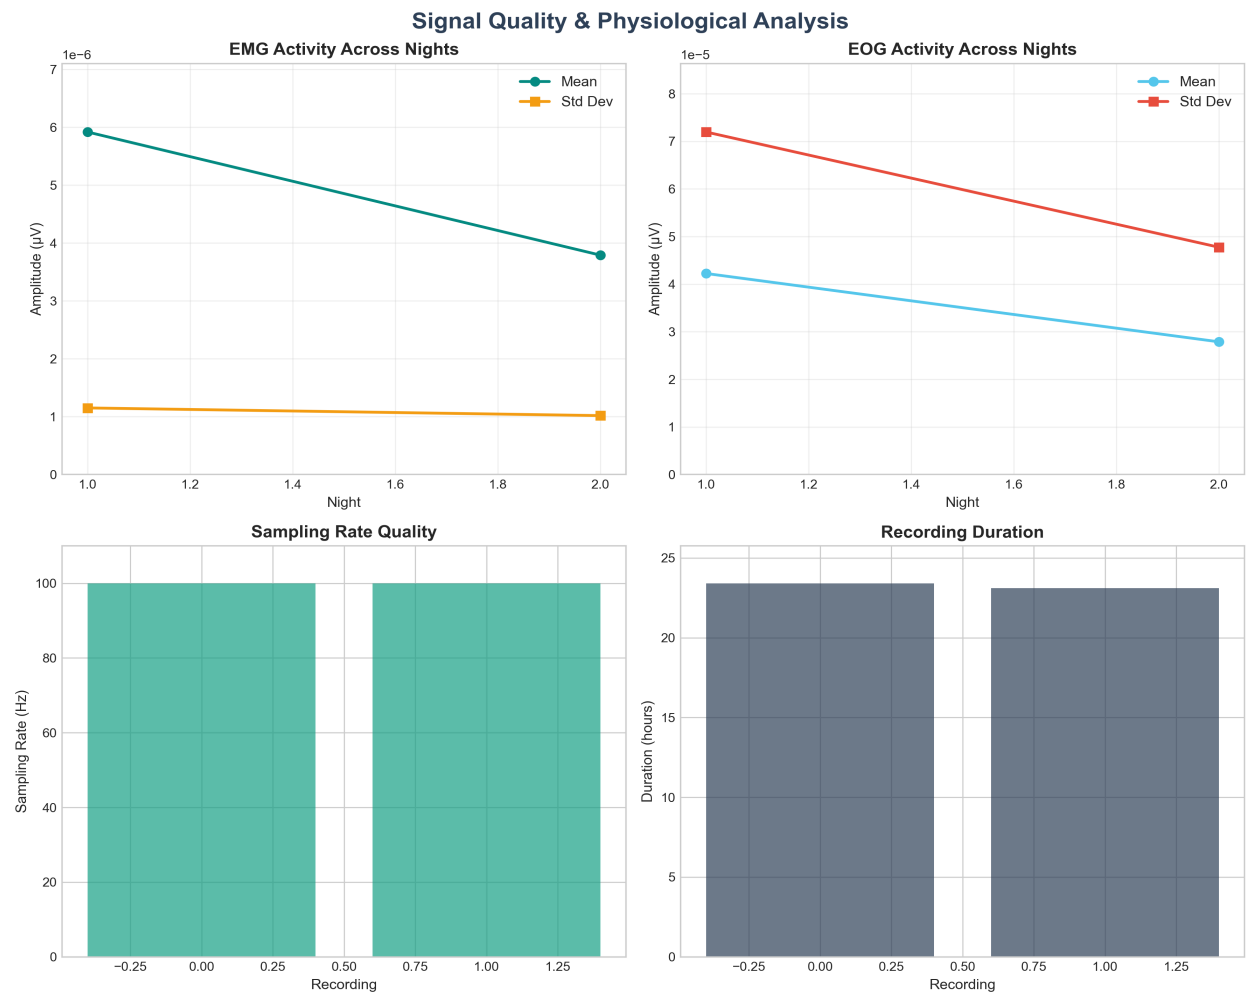 Signal Quality & Physiological Analysis
EMG Activity Across Nights
1e−6
7
6
5
4
3
2
1
0
Amplitude (μV)
Mean
Std Dev
1.0 1.2 1.4 1.6 1.8 2.0
Night
EOG Activity Across Nights
1e−5
8
7
6
5
4
3
2
1
0
Amplitude (μV)
Mean
Std Dev
1.0 1.2 1.4 1.6 1.8 2.0
Night
Sampling Rate Quality
100
80
60
40
20
0
Sampling Rate (Hz)
−0.25 0.00 0.25 0.50 0.75 1.00 1.25
Recording
Recording Duration
25
20
15
10
5
0
Duration (hours)
−0.25 0.00 0.25 0.50 0.75 1.00 1.25
Recording